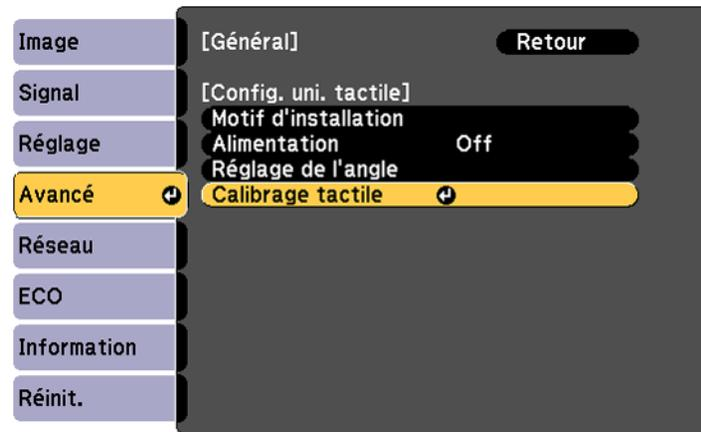 Image
Signal
Réglage
Avancé
Réseau
ECO
Information
Réinit.
[Général] Retour
[Config. uni. tactile]
Motif d'installation
Alimentation Off
Réglage de l'angle
Calibrage tactile